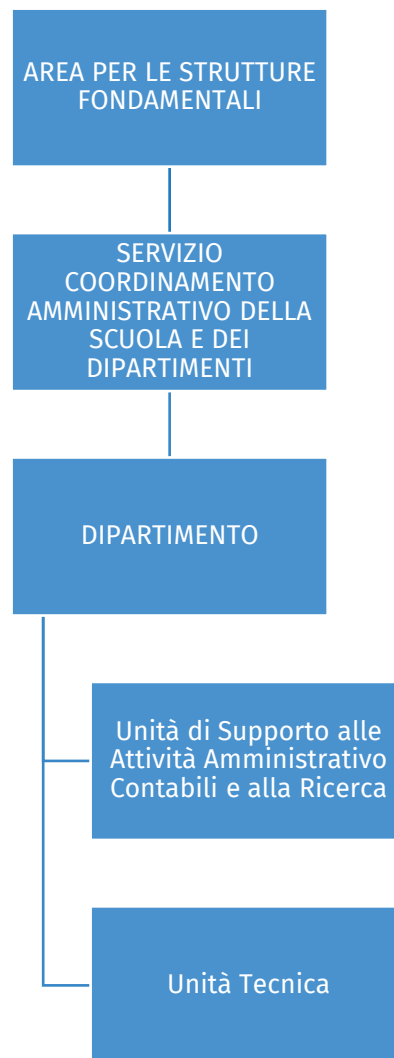 AREA PER LE STRUTTURE
FONDAMENTALI
SERVIZIO
COORDINAMENTO
AMMINISTRATIVO DELLA
SCUOLA E DEI
DIPARTIMENTI
DIPARTIMENTO
Unità di Supporto alle
Attività Amministrativo
Contabili e alla Ricerca
Unità Tecnica